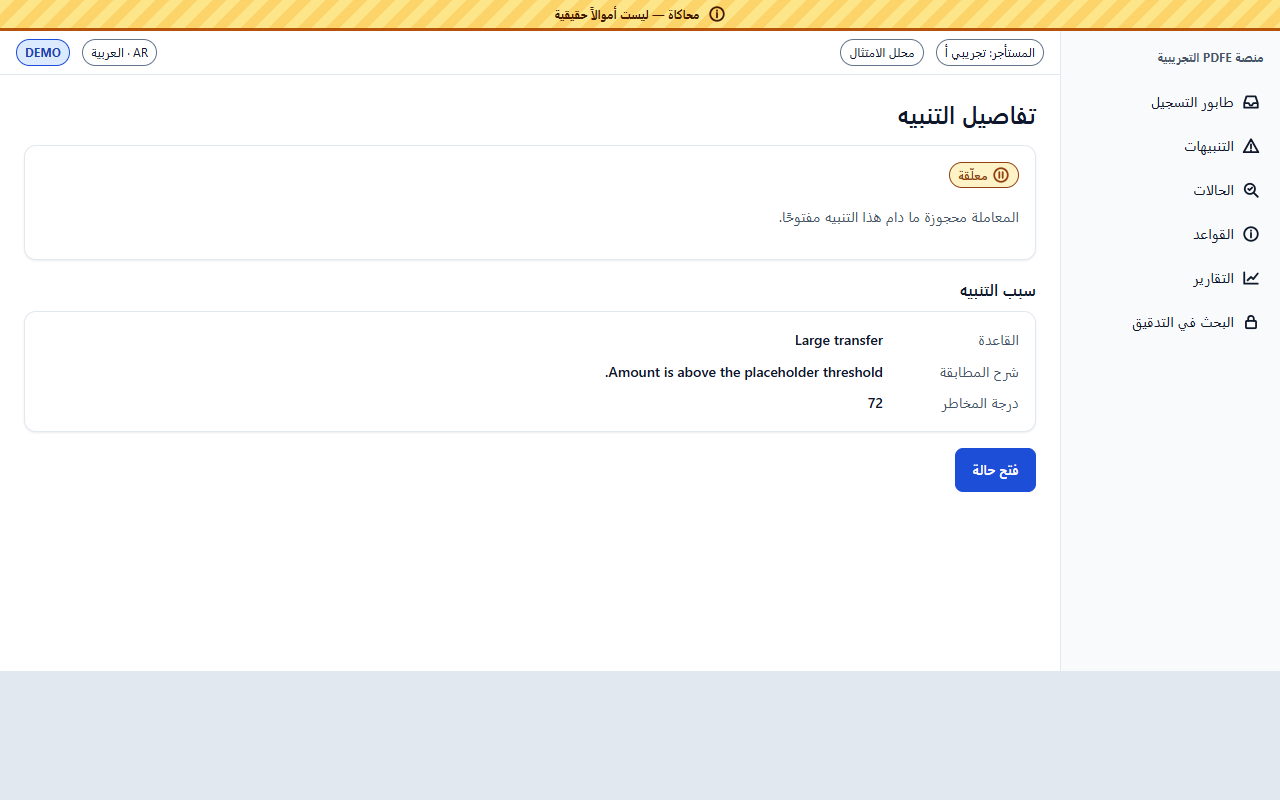 محاكاة — ليست أموالاً حقيقية
منصة PDFE التجريبية
طابور التسجيل
التنبيهات
الحالات
القواعد
التقارير
البحث في التدقيق
المستأجر: تجريبي أ
محلل الامتثال
AR · العربية
DEMO
تفاصيل التنبيه
معلّقة
المعاملة محجوزة ما دام هذا التنبيه مفتوحًا.
سبب التنبيه
القاعدة Large transfer
شرح المطابقة Amount is above the placeholder threshold.
درجة المخاطر 72
فتح حالة